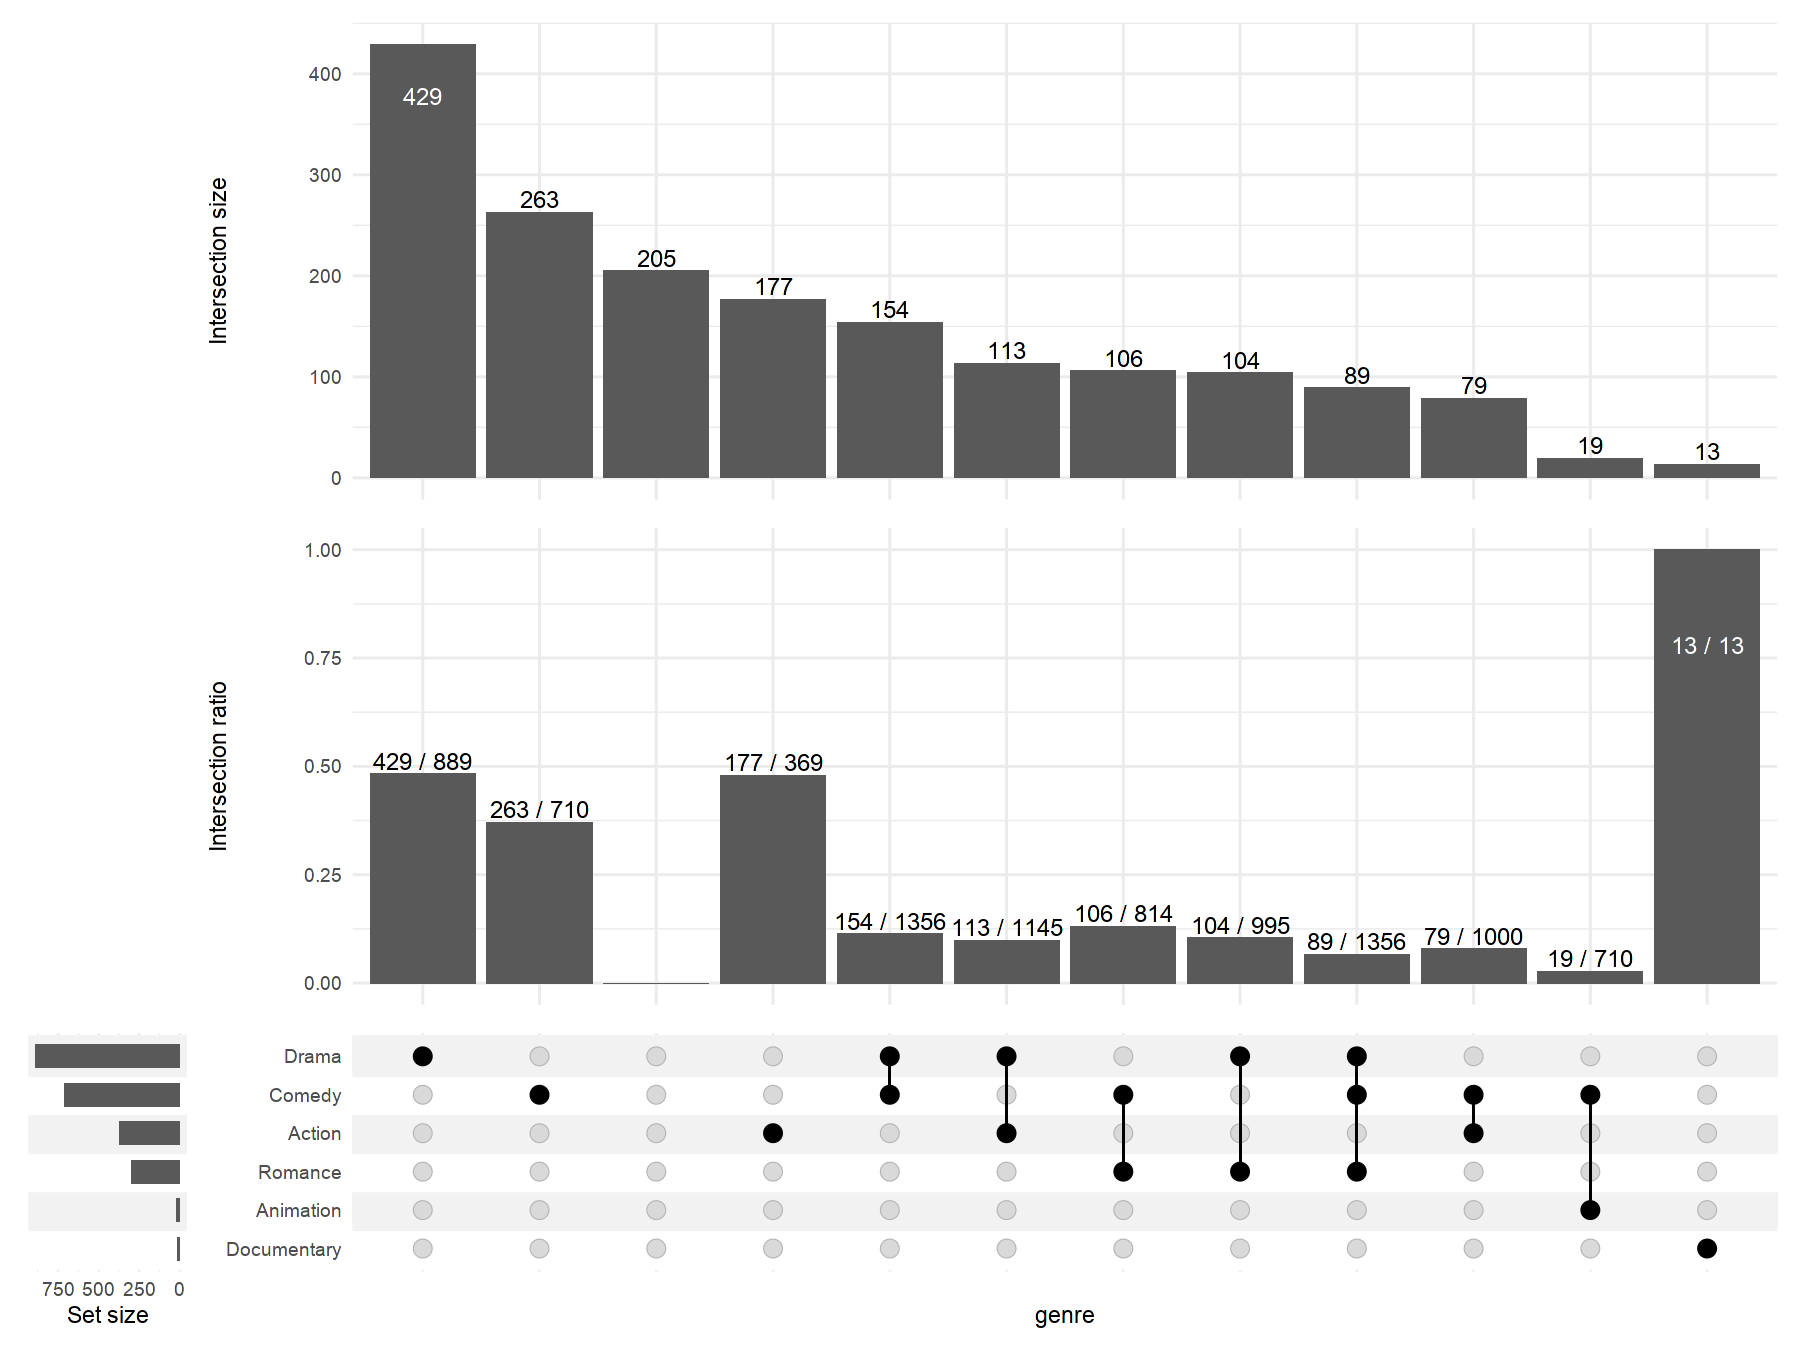 Intersection size
400
300
200
100
0
429
263
205
177
154
113
106
104
89
79
19
13
Intersection ratio
1.00
0.75
0.50
0.25
0.00
429 / 889
263 / 710
177 / 369
154 / 1356
113 / 1145
106 / 814
104 / 995
89 / 1356
79 / 1000
19 / 710
13 / 13
Drama
Comedy
Action
Romance
Animation
Documentary
750 500 250 0
Set size
genre